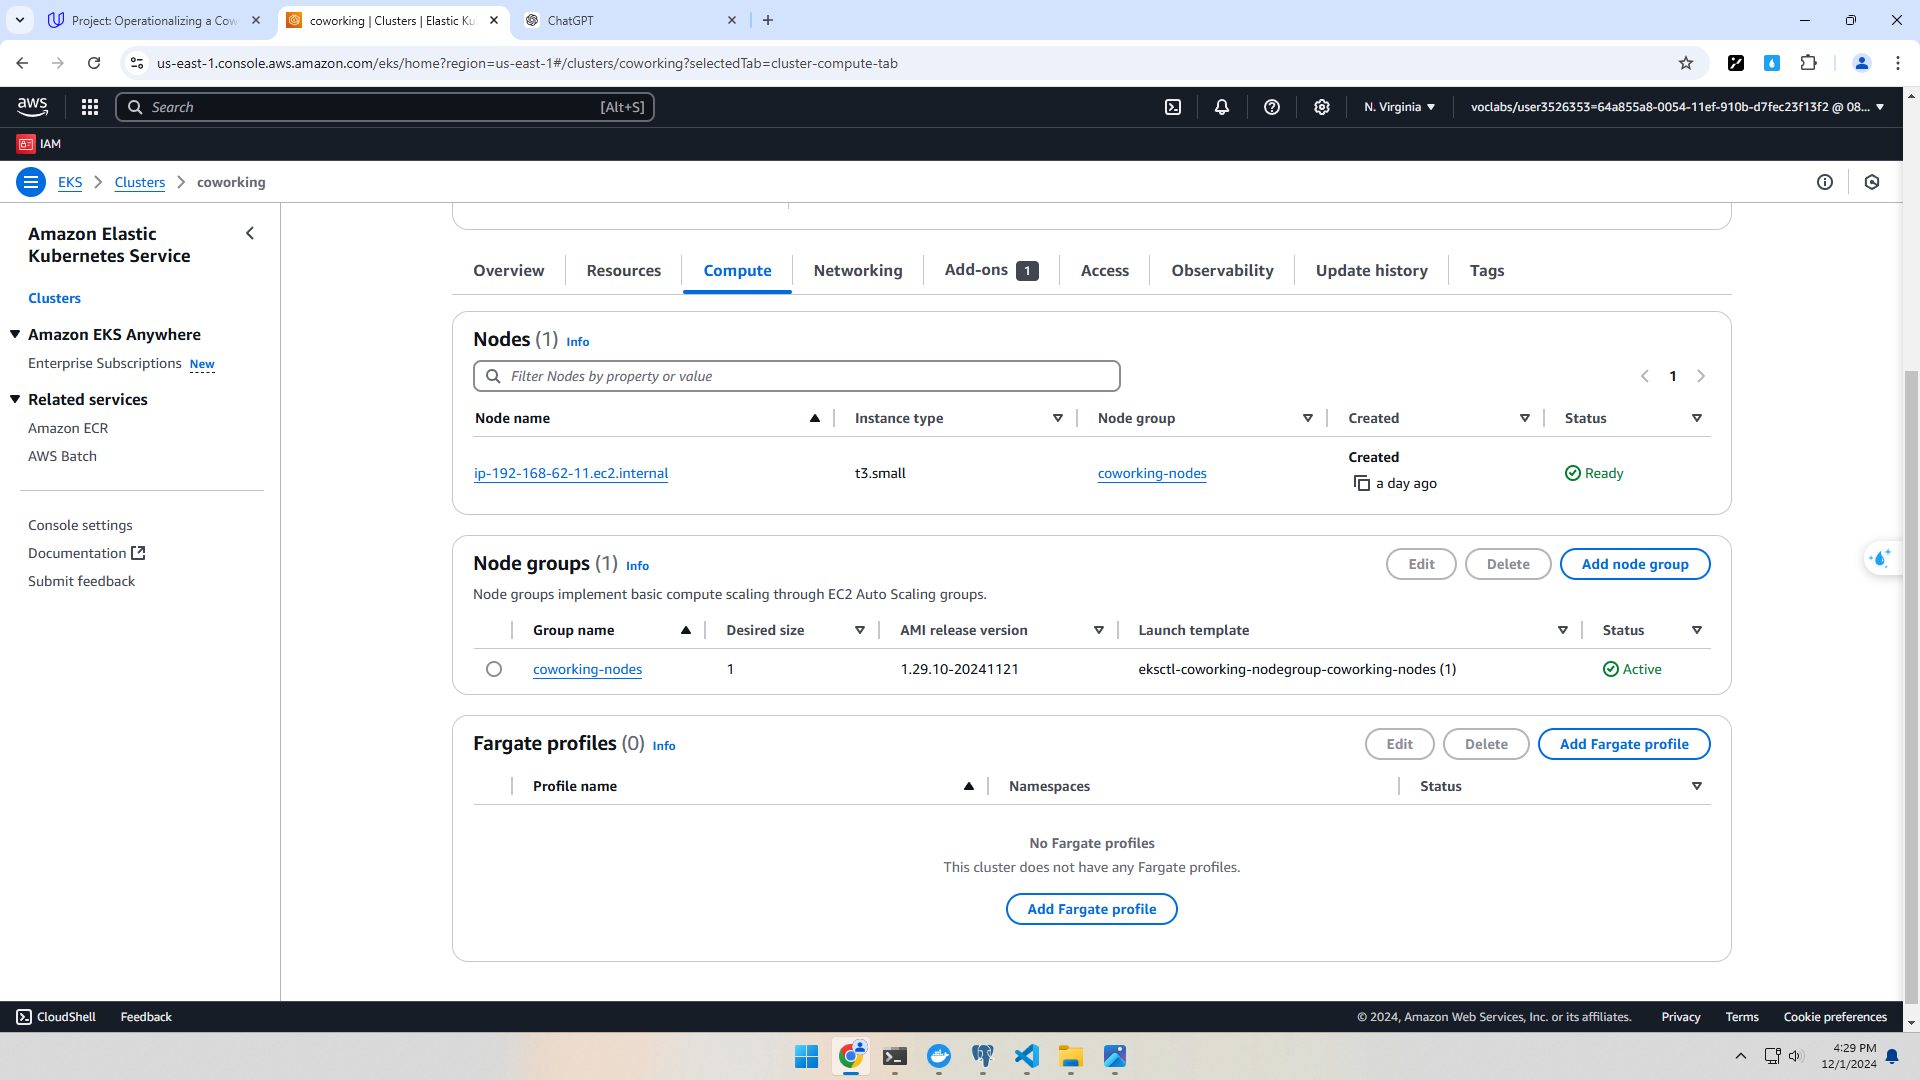 Project: Operationalizing a Cow
coworking | Clusters | Elastic Ku
ChatGPT
us-east-1.console.aws.amazon.com/eks/home?region=us-east-1#/clusters/coworking?selectedTab=cluster-compute-tab
aws
Search
[Alt+S]
N. Virginia
voclabs/user3526353=64a855a8-0054-11ef-910b-d7fec23f13f2 @ 08...
IAM
EKS
Clusters
coworking
Amazon Elastic
Kubernetes Service
Clusters
Amazon EKS Anywhere
Enterprise Subscriptions New
Related services
Amazon ECR
AWS Batch
Console settings
Documentation
Submit feedback
Overview Resources Compute Networking Add-ons 1 Access Observability Update history Tags
Nodes (1) Info
Filter Nodes by property or value
1
Node name Instance type Node group Created Status
Created
ip-192-168-62-11.ec2.internal t3.small coworking-nodes a day ago Ready
Node groups (1) Info
Edit Delete Add node group
Node groups implement basic compute scaling through EC2 Auto Scaling groups.
Group name Desired size AMI release version Launch template Status
coworking-nodes 1 1.29.10-20241121 eksctl-coworking-nodegroup-coworking-nodes (1) Active
Fargate profiles (0) Info
Edit Delete Add Fargate profile
Profile name Namespaces Status
No Fargate profiles
This cluster does not have any Fargate profiles.
Add Fargate profile
CloudShell Feedback
© 2024, Amazon Web Services, Inc. or its affiliates. Privacy Terms Cookie preferences
4:29 PM
12/1/2024